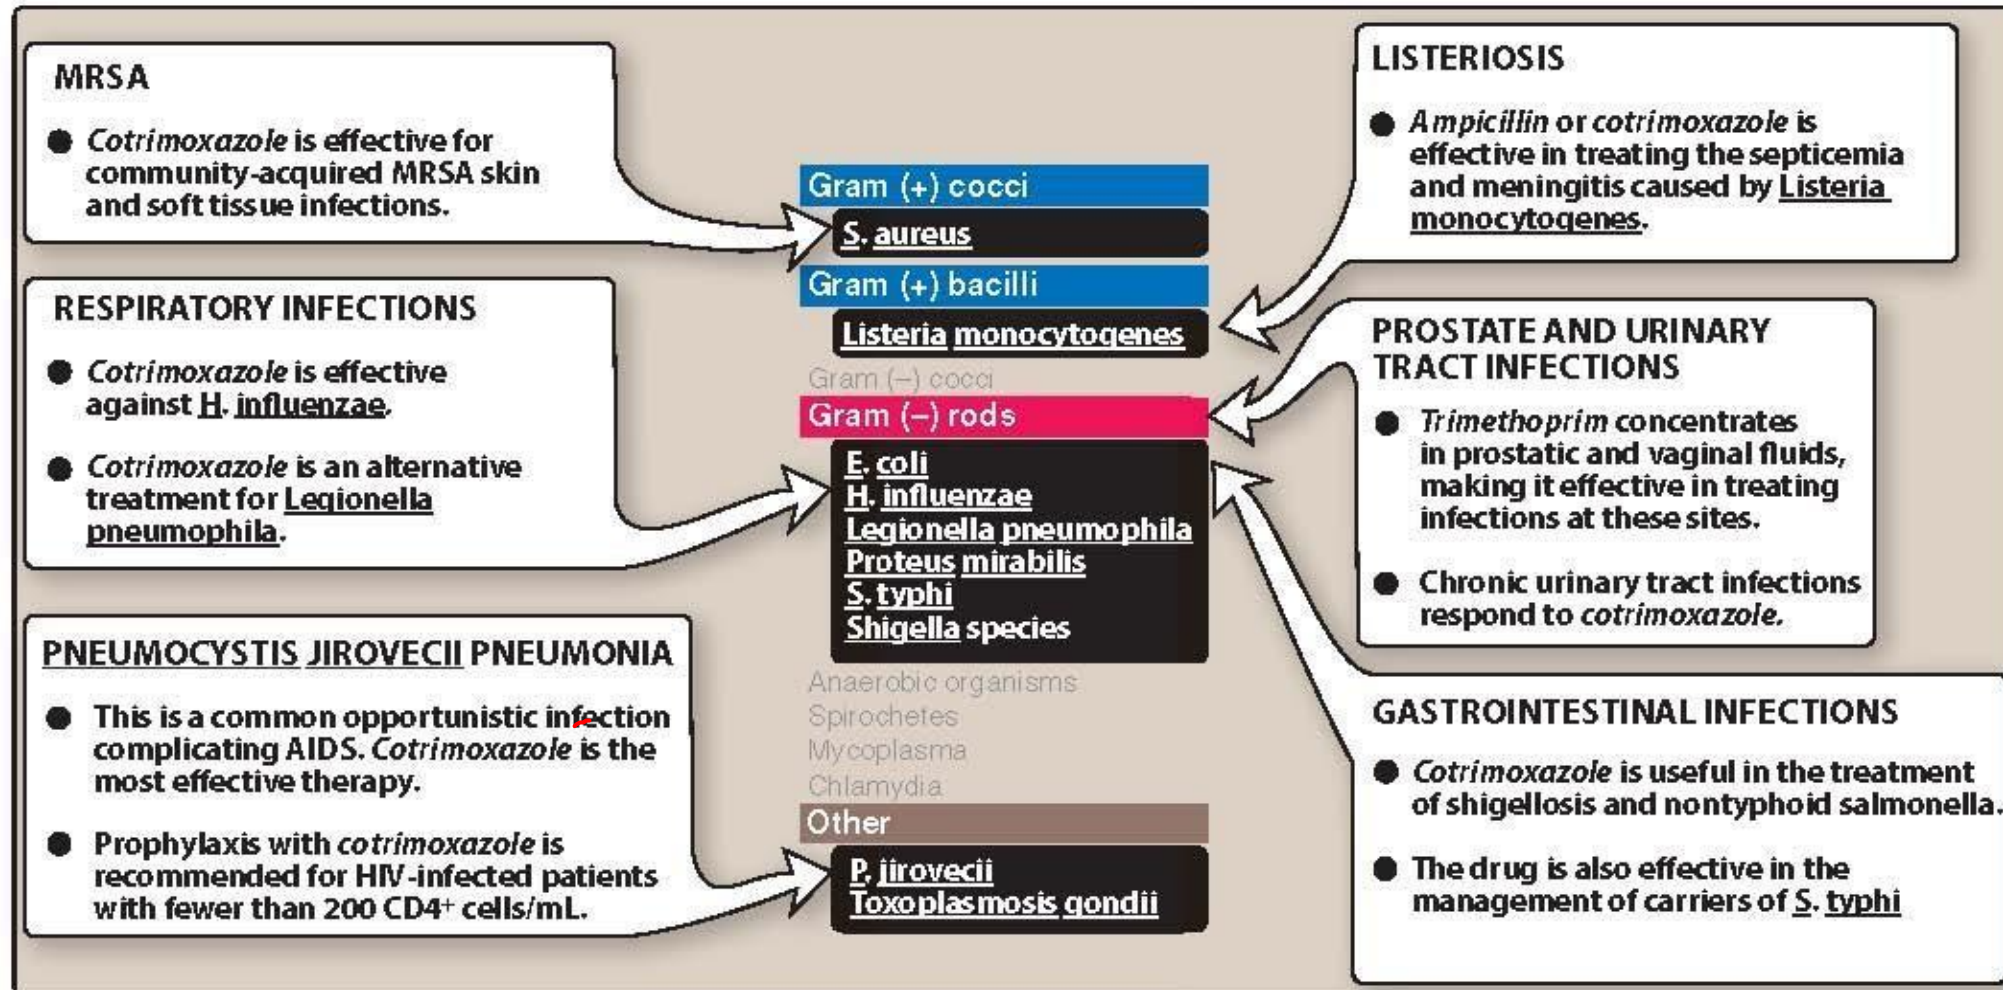 MRSA
● Cotrimoxazole is effective for
community-acquired MRSA skin
and soft tissue infections.
RESPIRATORY INFECTIONS
● Cotrimoxazole is effective
against H. influenzae.
● Cotrimoxazole is an alternative
treatment for Legionella
pneumophila.
PNEUMOCYSTIS JIROVECII PNEUMONIA
● This is a common opportunistic infection
complicating AIDS. Cotrimoxazole is the
most effective therapy.
● Prophylaxis with cotrimoxazole is
recommended for HIV-infected patients
with fewer than 200 CD4⁺ cells/mL.
Gram (+) cocci
S. aureus
Gram (+) bacilli
Listeria monocytogenes
Gram (−) cocci
Gram (−) rods
E. coli
H. influenzae
Legionella pneumophila
Proteus mirabilis
S. typhi
Shigella species
Anaerobic organisms
Spirochetes
Mycoplasma
Chlamydia
Other
P. jirovecii
Toxoplasmosis gondii
LISTERIOSIS
● Ampicillin or cotrimoxazole is
effective in treating the septicemia
and meningitis caused by Listeria
monocytogenes.
PROSTATE AND URINARY
TRACT INFECTIONS
● Trimethoprim concentrates
in prostatic and vaginal fluids,
making it effective in treating
infections at these sites.
● Chronic urinary tract infections
respond to cotrimoxazole.
GASTROINTESTINAL INFECTIONS
● Cotrimoxazole is useful in the treatment
of shigellosis and nontyphoid salmonella.
● The drug is also effective in the
management of carriers of S. typhi